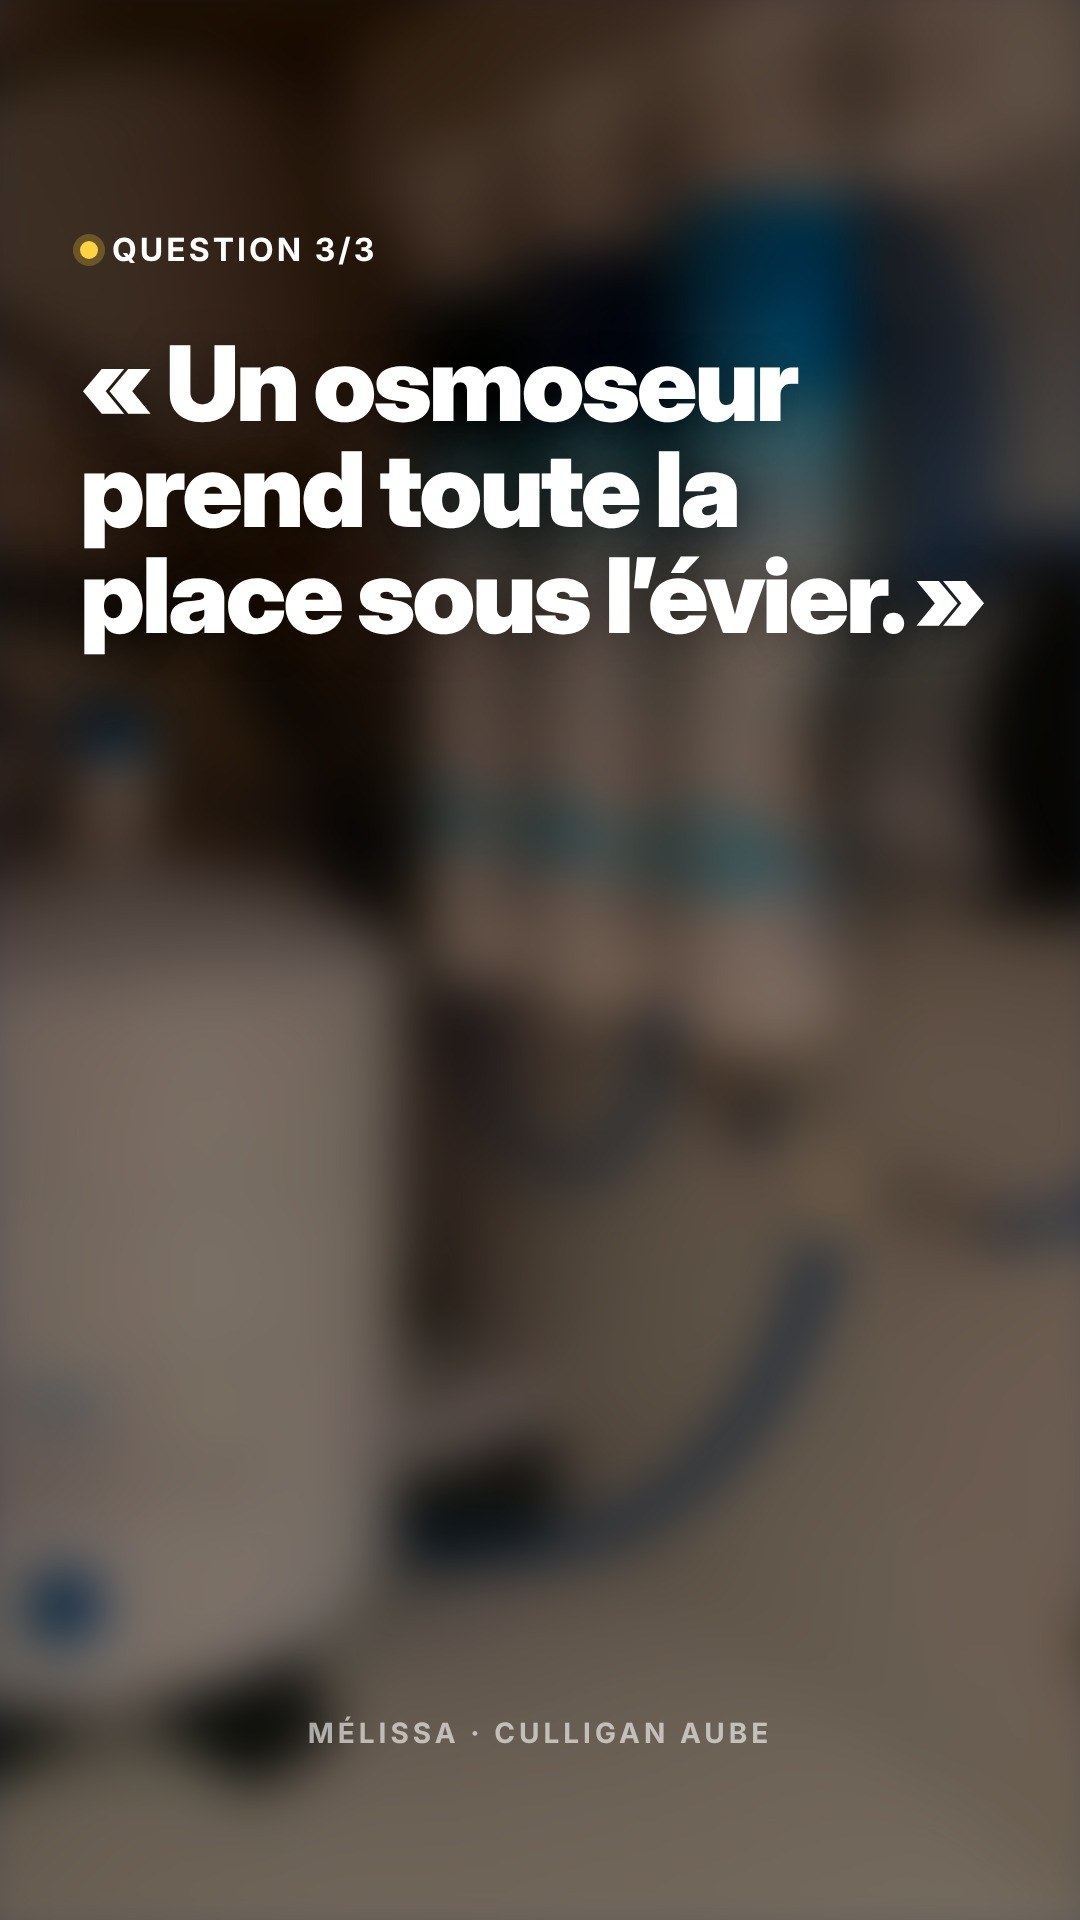 QUESTION 3/3
« Un osmoseur
prend toute la
place sous l’évier. »
MÉLISSA · CULLIGAN AUBE